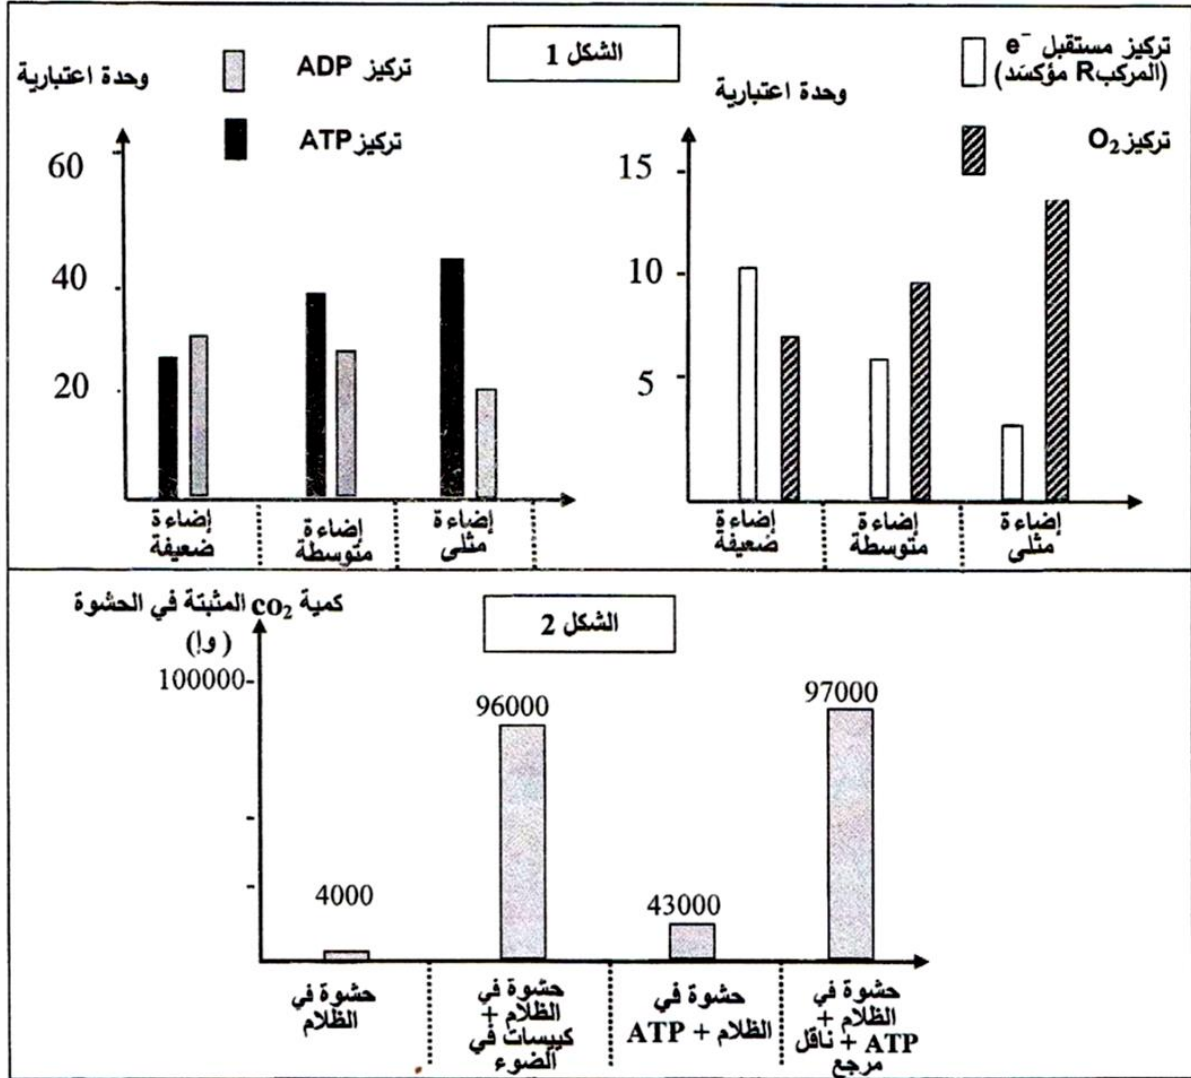 الشكل 1
وحدة اعتبارية
تركيز ADP
تركيز ATP
60
40
20
إضاءة
ضعيفة
إضاءة
متوسطة
إضاءة
مثلى
تركيز مستقبل e⁻
(المركب R مؤكسَد)
وحدة اعتبارية
تركيز O₂
15
10
5
إضاءة
ضعيفة
إضاءة
متوسطة
إضاءة
مثلى
الشكل 2
كمية co₂ المثبتة في الحشوة
(وإ)
100000
4000
96000
43000
97000
حشوة في
الظلام
حشوة في
الظلام +
كييسات في
الضوء
حشوة في
الظلام + ATP
حشوة في
الظلام +
ATP + ناقل
مرجع